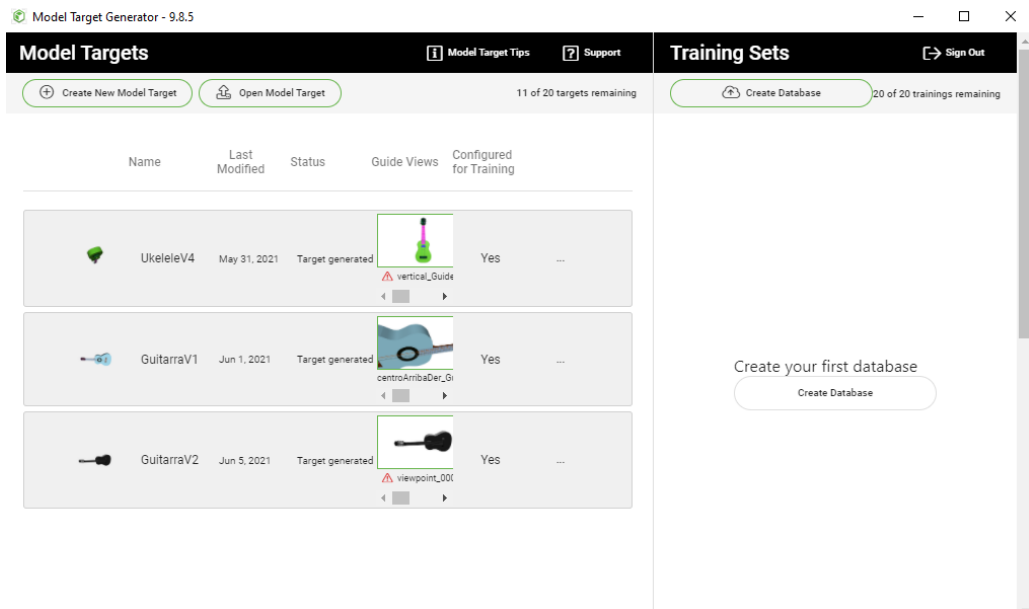 Model Target Generator - 9.8.5
Model Targets
Model Target Tips
Support
Training Sets
Sign Out
Create New Model Target
Open Model Target
11 of 20 targets remaining
Create Database
20 of 20 trainings remaining
Name
Last Modified
Status
Guide Views
Configured for Training
UkeleleV4
May 31, 2021
Target generated
vertical_Guide
Yes
...
GuitarraV1
Jun 1, 2021
Target generated
centroArribaDer_Gu
Yes
...
GuitarraV2
Jun 5, 2021
Target generated
viewpoint_000
Yes
...
Create your first database
Create Database